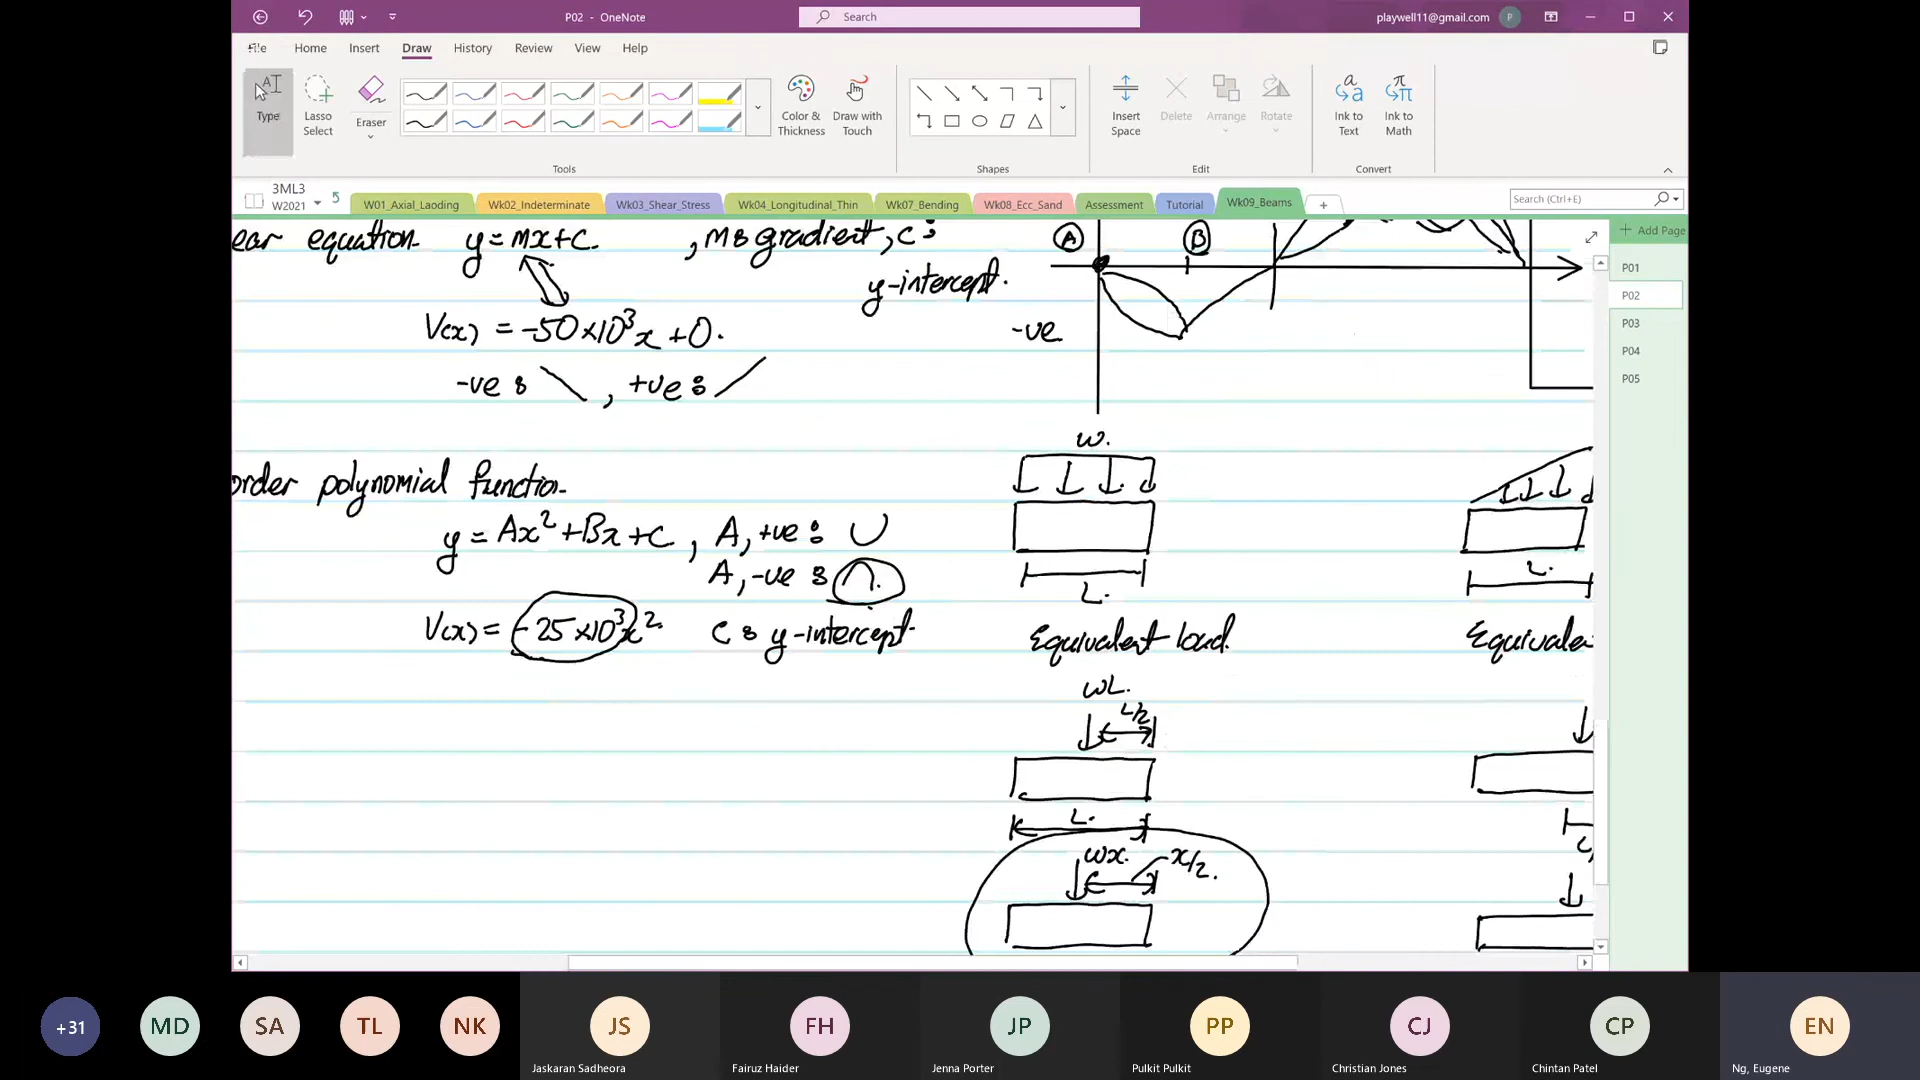 P02 - OneNote
Search
playwell11@gmail.com
P
File
Home
Insert
Draw
History
Review
View
Help
Type
Lasso Select
Eraser
Color & Thickness
Draw with Touch
Insert Space
Delete
Arrange
Rotate
Ink to Text
Ink to Math
Tools
Shapes
Edit
Convert
3ML3 W2021
W01_Axial_Laoding
Wk02_Indeterminate
Wk03_Shear_Stress
Wk04_Longitudinal_Thin
Wk07_Bending
Wk08_Ecc_Sand
Assessment
Tutorial
Wk09_Beams
Search (Ctrl+E)
Add Page
P01
P02
P03
P04
P05
ear equation y = mx+c. , m: gradient, c:
y-intercept.
V(x) = -50×10³x + 0.
-ve: \ , +ve: /
A
B
-ve
order polynomial function
y = Ax² + Bx + C, A, +ve: ∪
A, -ve: ∩.
V(x) = -25×10³x² C: y-intercept
w.
L.
Equivalent load.
wL.
L/2
L.
wx. x/2.
L.
Equivale
+31
MD
SA
TL
NK
JS
Jaskaran Sadheora
FH
Fairuz Haider
JP
Jenna Porter
PP
Pulkit Pulkit
CJ
Christian Jones
CP
Chintan Patel
EN
Ng, Eugene